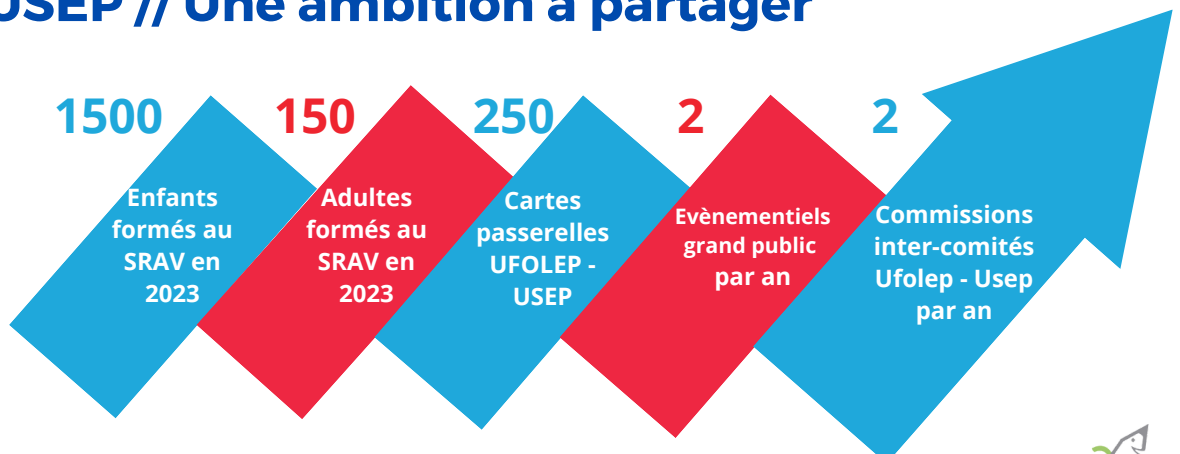 USEP // Une ambition à partager
1500
150
250
2
2
Enfants
formés au
SRAV en
2023
Adultes
formés au
SRAV en
2023
Cartes
passerelles
UFOLEP -
USEP
Evènementiels
grand public
par an
Commissions
inter-comités
Ufolep - Usep
par an